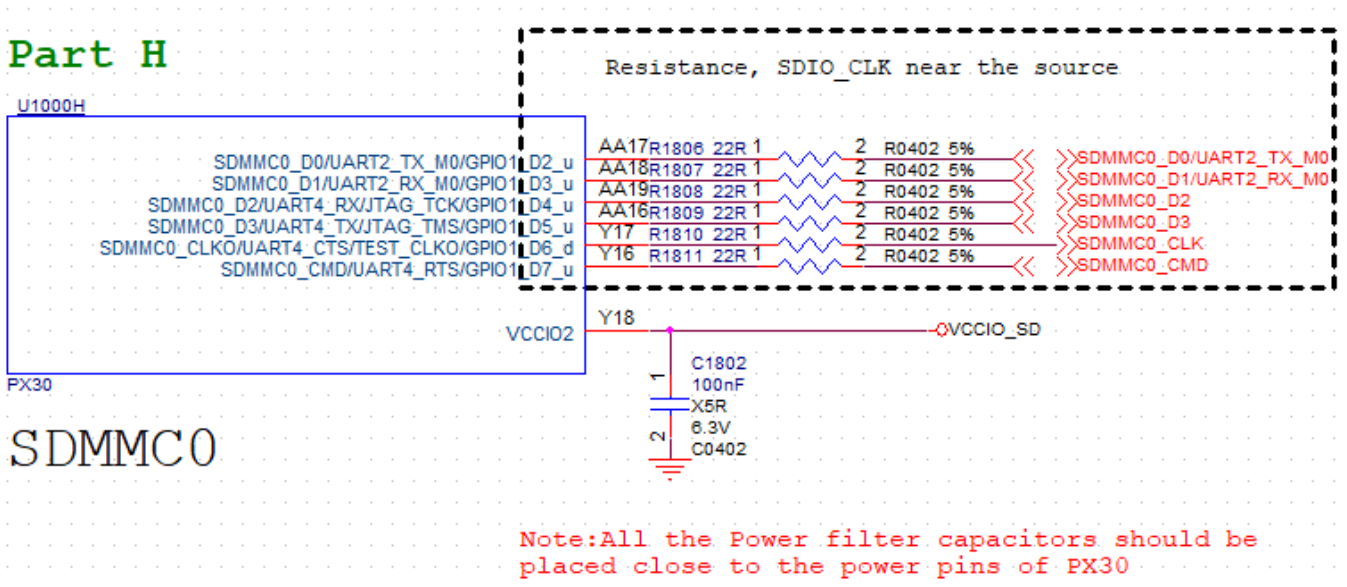 Part H
Resistance, SDIO_CLK near the source
U1000H
SDMMC0_D0/UART2_TX_M0/GPIO1_D2_u AA17 R1806 22R 1 2 R0402 5% SDMMC0_D0/UART2_TX_M0
SDMMC0_D1/UART2_RX_M0/GPIO1_D3_u AA18 R1807 22R 1 2 R0402 5% SDMMC0_D1/UART2_RX_M0
SDMMC0_D2/UART4_RX/JTAG_TCK/GPIO1_D4_u AA19 R1808 22R 1 2 R0402 5% SDMMC0_D2
SDMMC0_D3/UART4_TX/JTAG_TMS/GPIO1_D5_u AA16 R1809 22R 1 2 R0402 5% SDMMC0_D3
SDMMC0_CLKO/UART4_CTS/TEST_CLKO/GPIO1_D6_d Y17 R1810 22R 1 2 R0402 5% SDMMC0_CLK
SDMMC0_CMD/UART4_RTS/GPIO1_D7_u Y16 R1811 22R 1 2 R0402 5% SDMMC0_CMD
VCCIO2 Y18 VCCIO_SD
C1802
1 100nF
X5R
2 6.3V
C0402
PX30
SDMMC0
Note:All the Power filter capacitors should be
placed close to the power pins of PX30